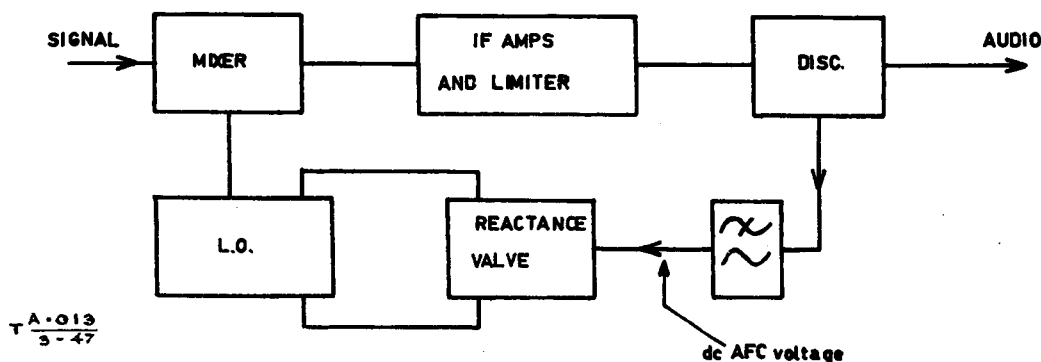 SIGNAL
MIXER
IF AMPS
AND LIMITER
DISC.
AUDIO
L.O.
REACTANCE
VALVE
dc AFC voltage
T A.013
3-47